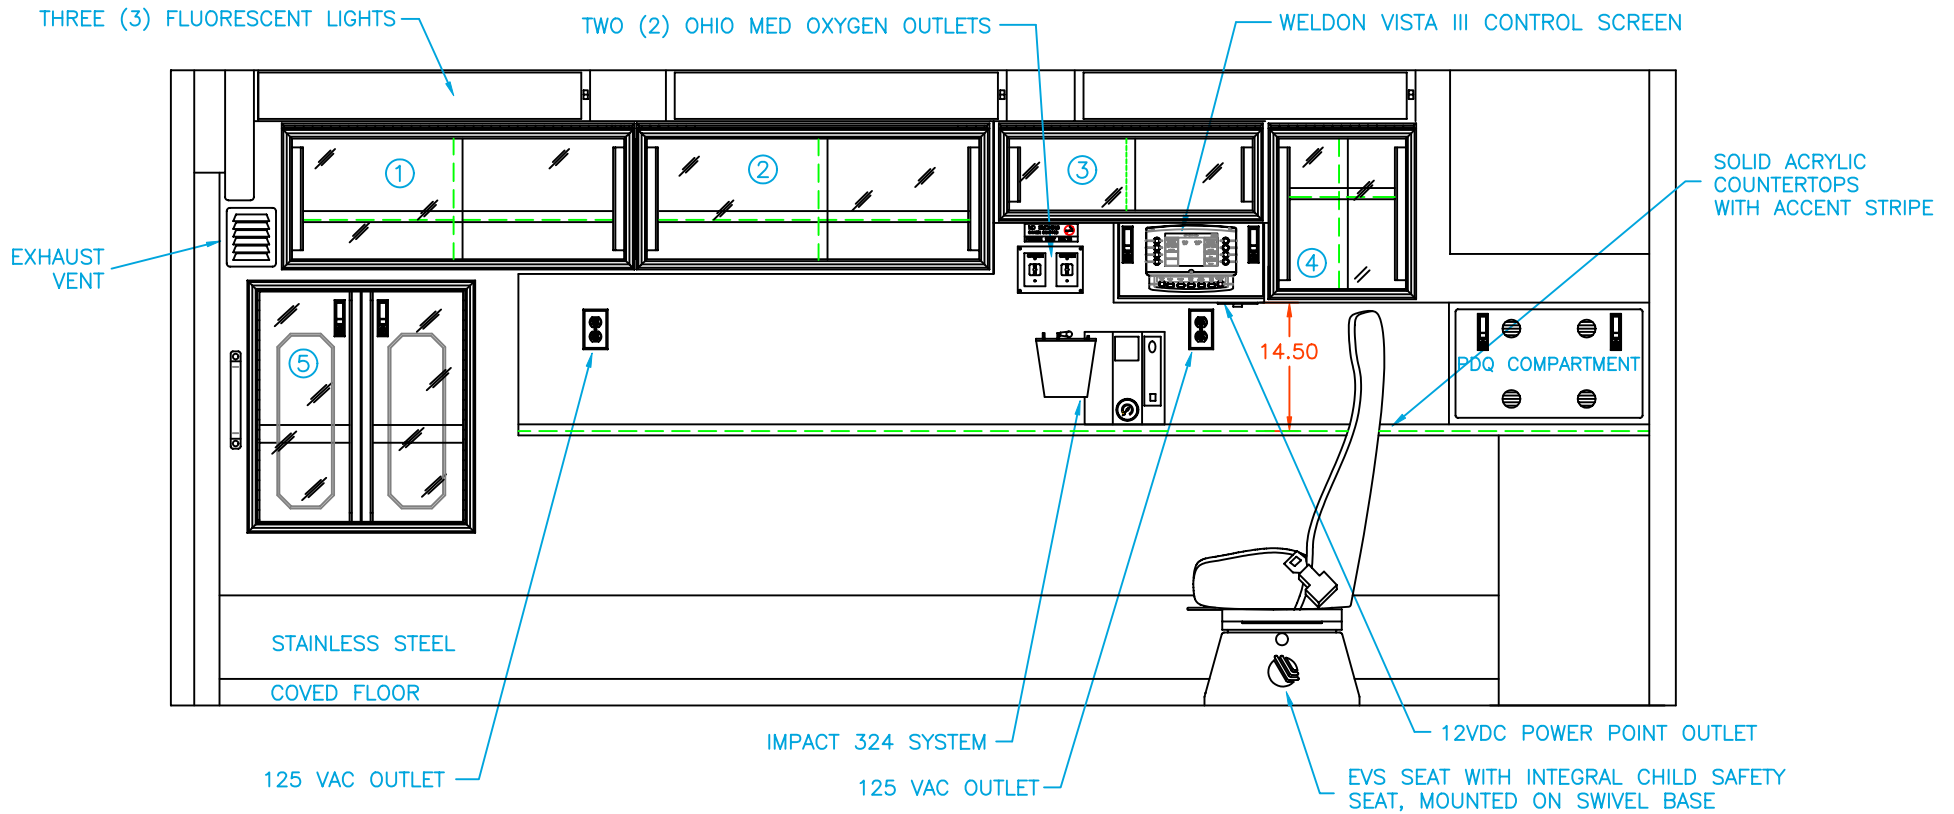 THREE (3) FLUORESCENT LIGHTS
TWO (2) OHIO MED OXYGEN OUTLETS
WELDON VISTA III CONTROL SCREEN
SOLID ACRYLIC
COUNTERTOPS
WITH ACCENT STRIPE
1
2
3
4
EXHAUST
VENT
5
14.50
PDQ COMPARTMENT
STAINLESS STEEL
COVED FLOOR
IMPACT 324 SYSTEM
12VDC POWER POINT OUTLET
125 VAC OUTLET
125 VAC OUTLET
EVS SEAT WITH INTEGRAL CHILD SAFETY
SEAT, MOUNTED ON SWIVEL BASE